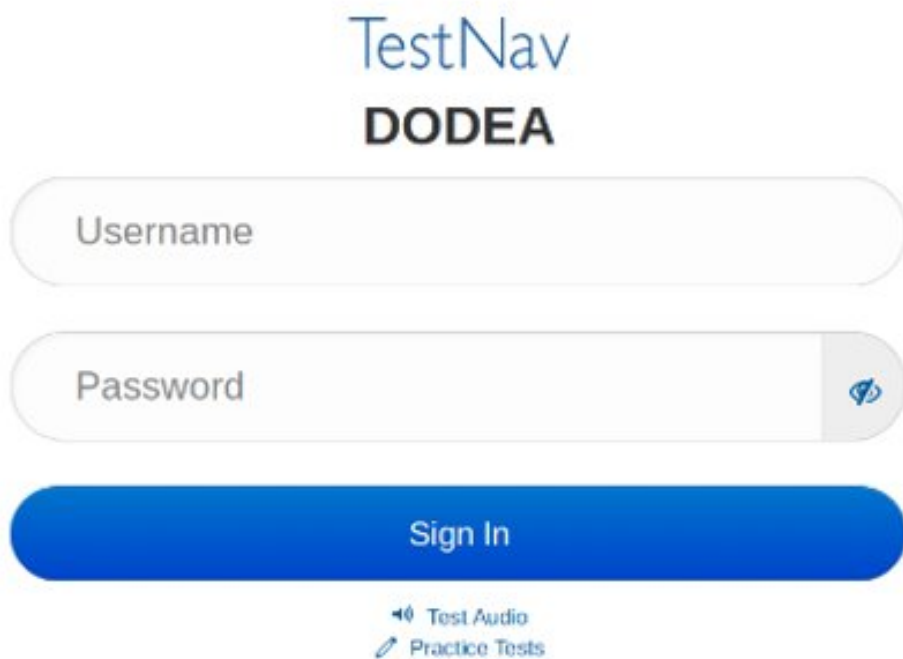 TestNav
DODEA
Username
Password
Sign In
Test Audio
Practice Tests